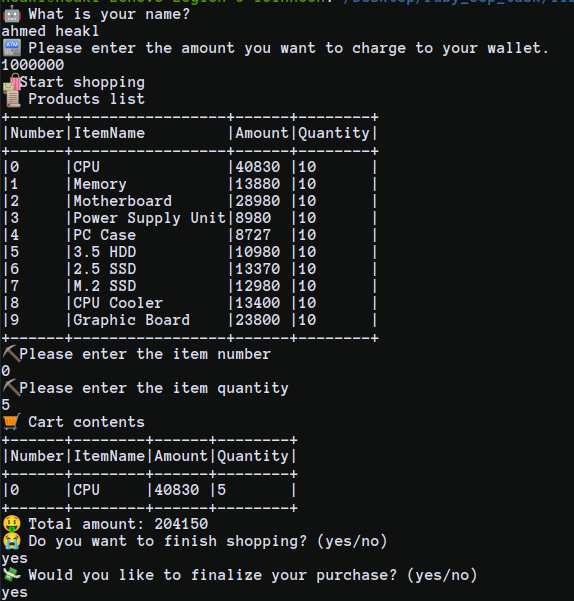 🤖 What is your name?
ahmed heakl
🏧 Please enter the amount you want to charge to your wallet.
1000000
🛍️Start shopping
📜 Products list
+------+-----------------+------+--------+
|Number|ItemName         |Amount|Quantity|
+------+-----------------+------+--------+
|0     |CPU              |40830 |10      |
|1     |Memory           |13880 |10      |
|2     |Motherboard      |28980 |10      |
|3     |Power Supply Unit|8980  |10      |
|4     |PC Case          |8727  |10      |
|5     |3.5 HDD          |10980 |10      |
|6     |2.5 SSD          |13370 |10      |
|7     |M.2 SSD          |12980 |10      |
|8     |CPU Cooler       |13400 |10      |
|9     |Graphic Board    |23800 |10      |
+------+-----------------+------+--------+
⛏️Please enter the item number
0
⛏️Please enter the item quantity
5
🛒 Cart contents
+------+--------+------+--------+
|Number|ItemName|Amount|Quantity|
+------+--------+------+--------+
|0     |CPU     |40830 |5       |
+------+--------+------+--------+
🤑 Total amount: 204150
😭 Do you want to finish shopping? (yes/no)
yes
💸 Would you like to finalize your purchase? (yes/no)
yes